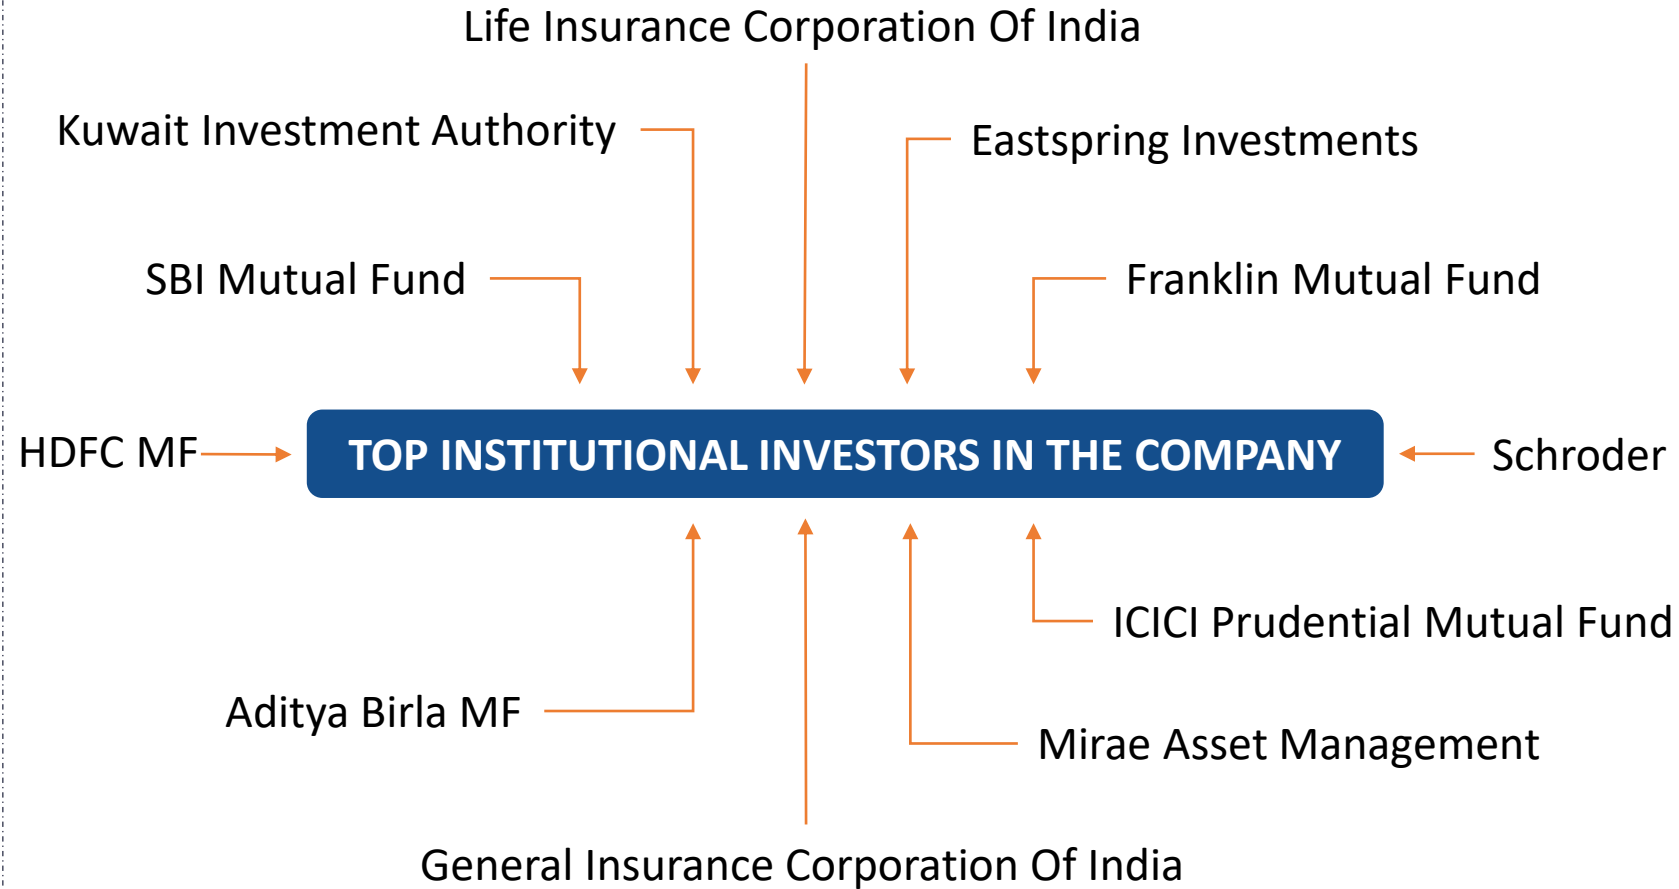 Life Insurance Corporation Of India
Kuwait Investment Authority
Eastspring Investments
SBI Mutual Fund
Franklin Mutual Fund
HDFC MF
TOP INSTITUTIONAL INVESTORS IN THE COMPANY
Schroder
ICICI Prudential Mutual Fund
Aditya Birla MF
Mirae Asset Management
General Insurance Corporation Of India